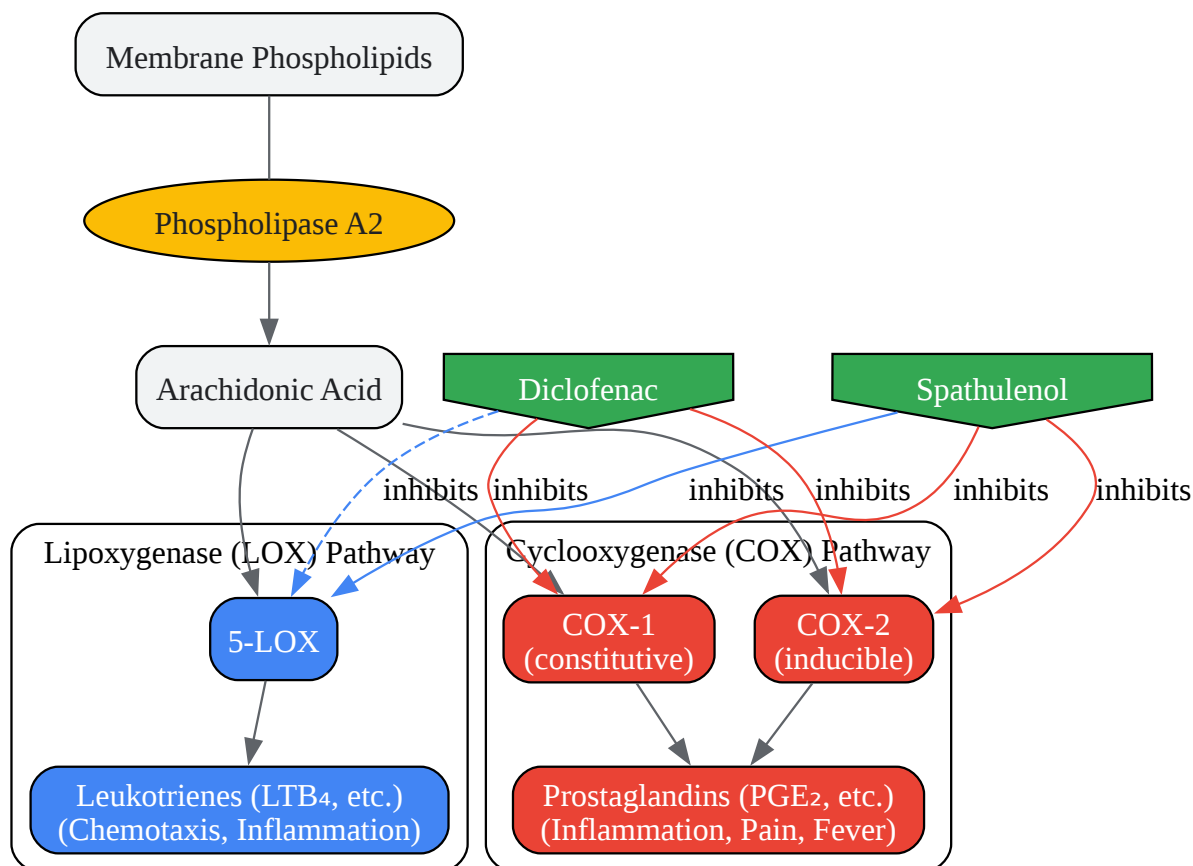 Membrane Phospholipids
Phospholipase A2
Arachidonic Acid
Diclofenac
Spathulenol
inhibits
inhibits
inhibits
inhibits
inhibits
inhibits
Lipoxygenase (LOX) Pathway
Cyclooxygenase (COX) Pathway
5-LOX
COX-1
(constitutive)
COX-2
(inducible)
Leukotrienes (LTB₄, etc.)
(Chemotaxis, Inflammation)
Prostaglandins (PGE₂, etc.)
(Inflammation, Pain, Fever)